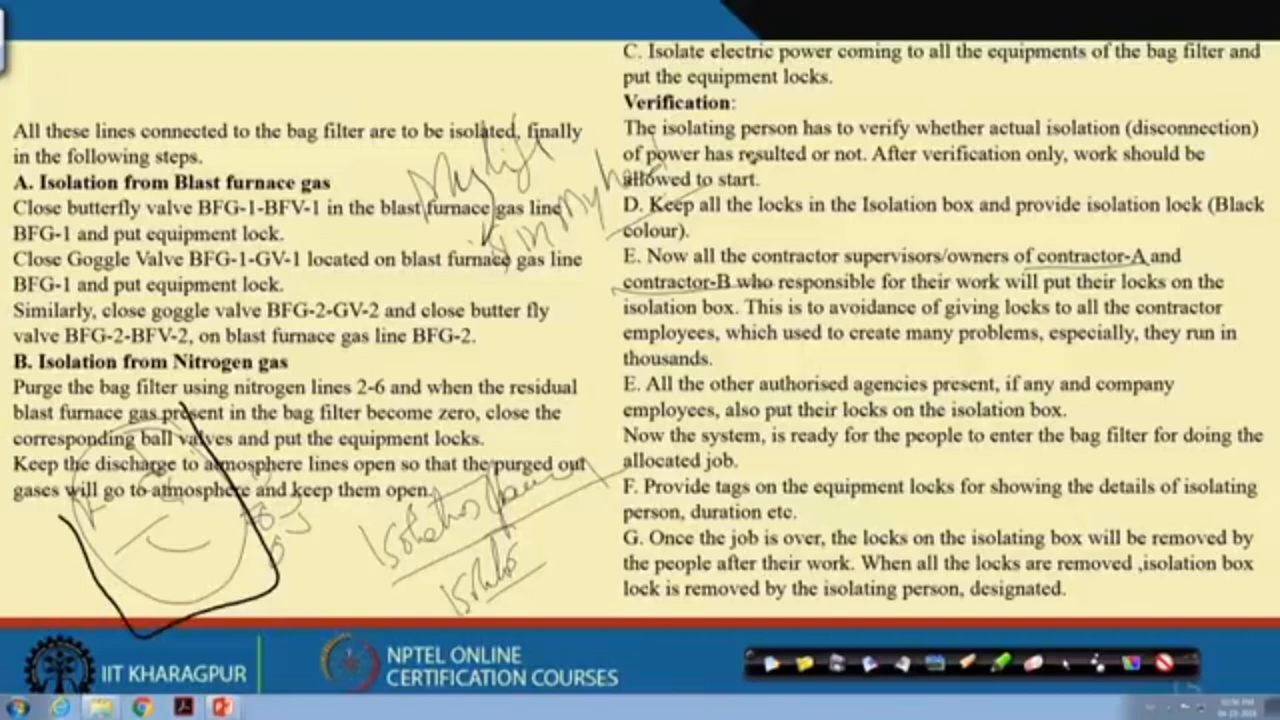 All these lines connected to the bag filter are to be isolated, finally
in the following steps.
A. Isolation from Blast furnace gas
Close butterfly valve BFG-1-BFV-1 in the blast furnace gas line
BFG-1 and put equipment lock.
Close Goggle Valve BFG-1-GV-1 located on blast furnace gas line
BFG-1 and put equipment lock.
Similarly, close goggle valve BFG-2-GV-2 and close butter fly
valve BFG-2-BFV-2, on blast furnace gas line BFG-2.
B. Isolation from Nitrogen gas
Purge the bag filter using nitrogen lines 2-6 and when the residual
blast furnace gas present in the bag filter become zero, close the
corresponding ball valves and put the equipment locks.
Keep the discharge to atmosphere lines open so that the purged out
gases will go to atmosphere and keep them open.
My life
is in My
C. Isolate electric power coming to all the equipments of the bag filter and
put the equipment locks.
Verification:
The isolating person has to verify whether actual isolation (disconnection)
of power has resulted or not. After verification only, work should be
allowed to start.
D. Keep all the locks in the Isolation box and provide isolation lock (Black
colour).
E. Now all the contractor supervisors/owners of contractor-A and
contractor-B who responsible for their work will put their locks on the
isolation box. This is to avoidance of giving locks to all the contractor
employees, which used to create many problems, especially, they run in
thousands.
E. All the other authorised agencies present, if any and company
employees, also put their locks on the isolation box.
Now the system, is ready for the people to enter the bag filter for doing the
allocated job.
F. Provide tags on the equipment locks for showing the details of isolating
person, duration etc.
G. Once the job is over, the locks on the isolating box will be removed by
the people after their work. When all the locks are removed ,isolation box
lock is removed by the isolating person, designated.
IIT KHARAGPUR
NPTEL ONLINE
CERTIFICATION COURSES